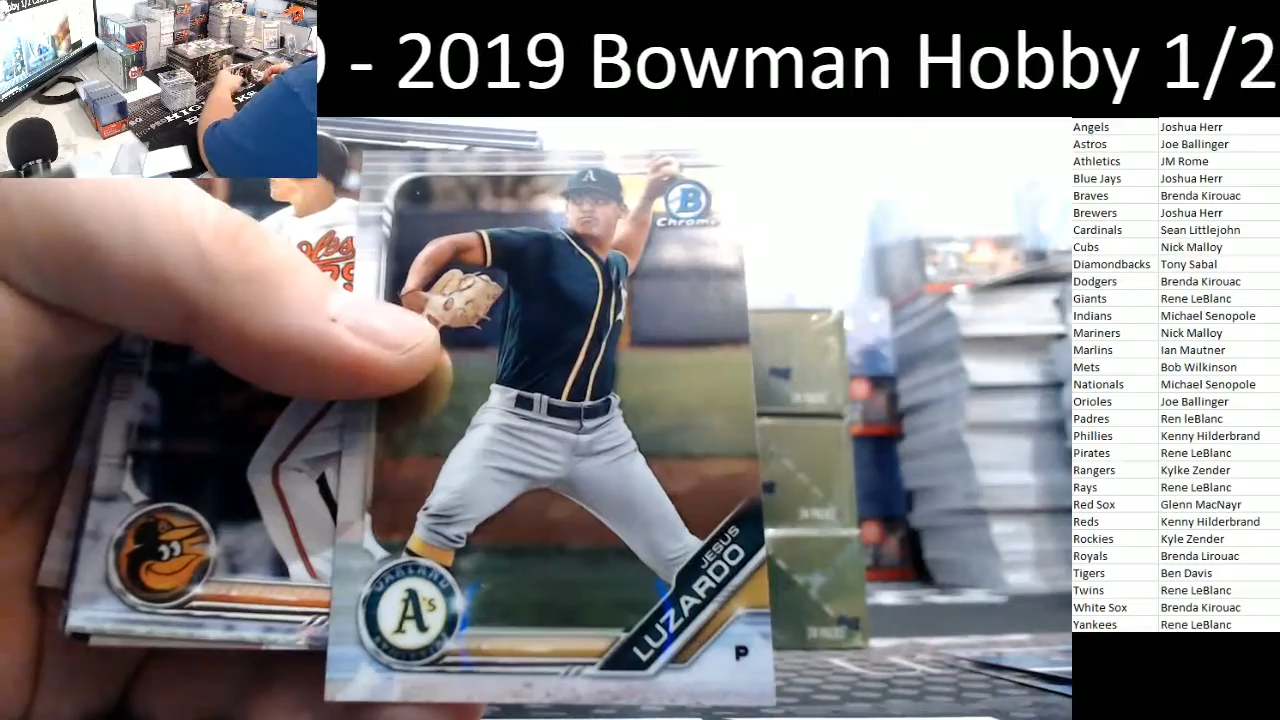 ) - 2019 Bowman Hobby 1/2
Angels Joshua Herr
Astros Joe Ballinger
Athletics JM Rome
Blue Jays Joshua Herr
Braves Brenda Kirouac
Brewers Joshua Herr
Cardinals Sean Littlejohn
Cubs Nick Malloy
Diamondbacks Tony Sabal
Dodgers Brenda Kirouac
Giants Rene LeBlanc
Indians Michael Senopole
Mariners Nick Malloy
Marlins Ian Mautner
Mets Bob Wilkinson
Nationals Michael Senopole
Orioles Joe Ballinger
Padres Ren leBlanc
Phillies Kenny Hilderbrand
Pirates Rene LeBlanc
Rangers Kylke Zender
Rays Rene LeBlanc
Red Sox Glenn MacNayr
Reds Kenny Hilderbrand
Rockies Kyle Zender
Royals Brenda Lirouac
Tigers Ben Davis
Twins Rene LeBlanc
White Sox Brenda Kirouac
Yankees Rene LeBlanc
A
B
Chrome
JESUS
LUZARDO
P
OAKLAND
A's